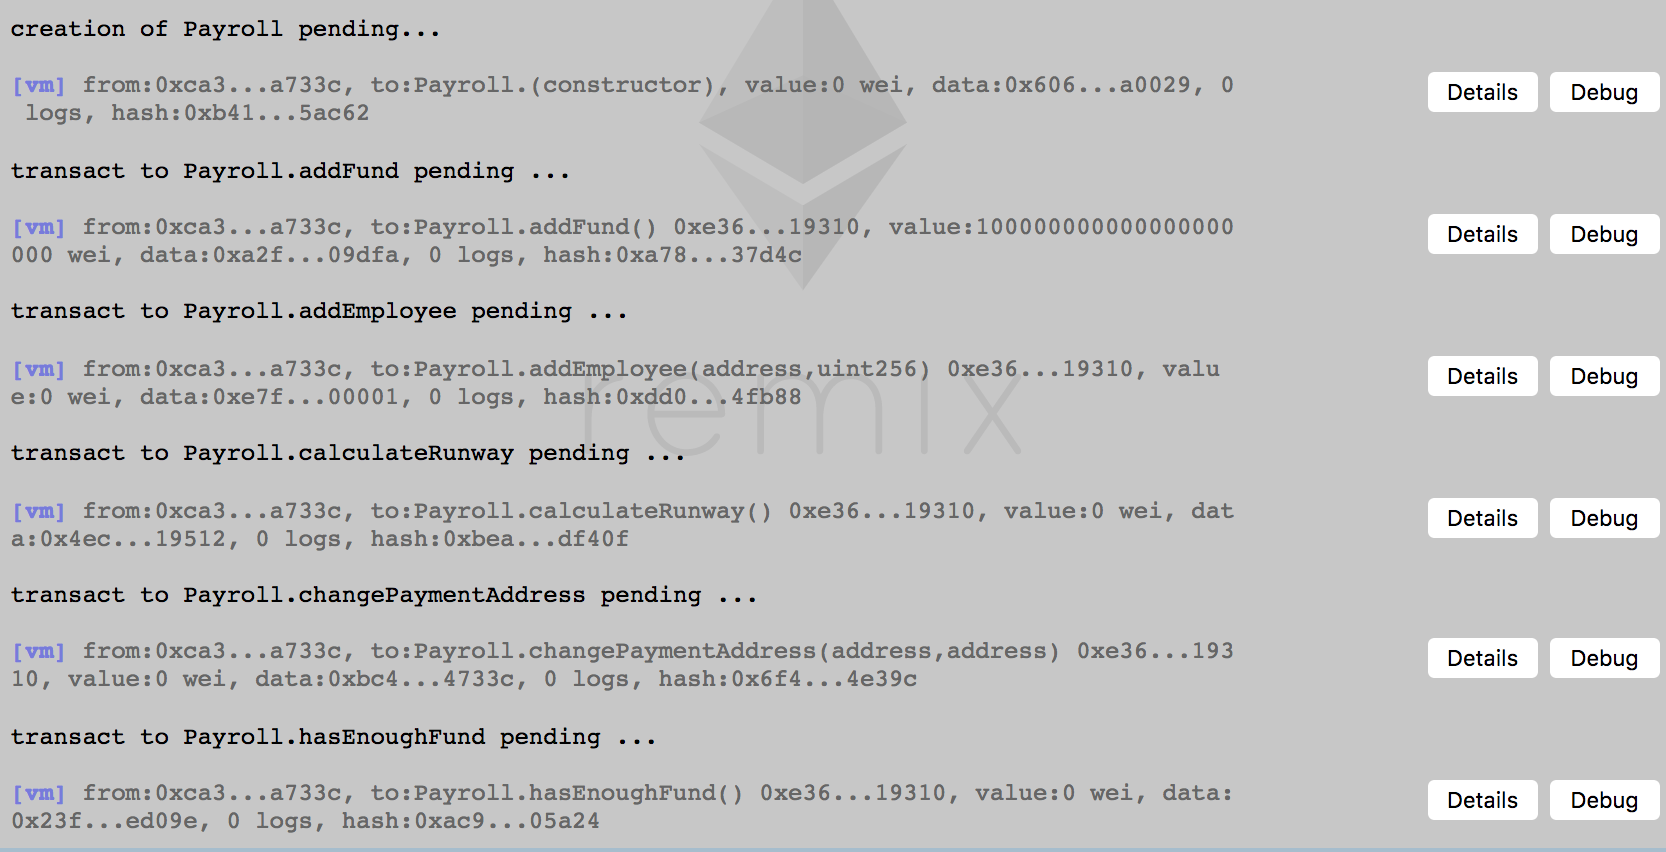 creation of Payroll pending...
[vm] from:0xca3...a733c, to:Payroll.(constructor), value:0 wei, data:0x606...a0029, 0
logs, hash:0xb41...5ac62
Details Debug
transact to Payroll.addFund pending ...
[vm] from:0xca3...a733c, to:Payroll.addFund() 0xe36...19310, value:100000000000000000
000 wei, data:0xa2f...09dfa, 0 logs, hash:0xa78...37d4c
Details Debug
transact to Payroll.addEmployee pending ...
[vm] from:0xca3...a733c, to:Payroll.addEmployee(address,uint256) 0xe36...19310, valu
e:0 wei, data:0xe7f...00001, 0 logs, hash:0xdd0...4fb88
Details Debug
remix
transact to Payroll.calculateRunway pending ...
[vm] from:0xca3...a733c, to:Payroll.calculateRunway() 0xe36...19310, value:0 wei, dat
a:0x4ec...19512, 0 logs, hash:0xbea...df40f
Details Debug
transact to Payroll.changePaymentAddress pending ...
[vm] from:0xca3...a733c, to:Payroll.changePaymentAddress(address,address) 0xe36...193
10, value:0 wei, data:0xbc4...4733c, 0 logs, hash:0x6f4...4e39c
Details Debug
transact to Payroll.hasEnoughFund pending ...
[vm] from:0xca3...a733c, to:Payroll.hasEnoughFund() 0xe36...19310, value:0 wei, data:
0x23f...ed09e, 0 logs, hash:0xac9...05a24
Details Debug